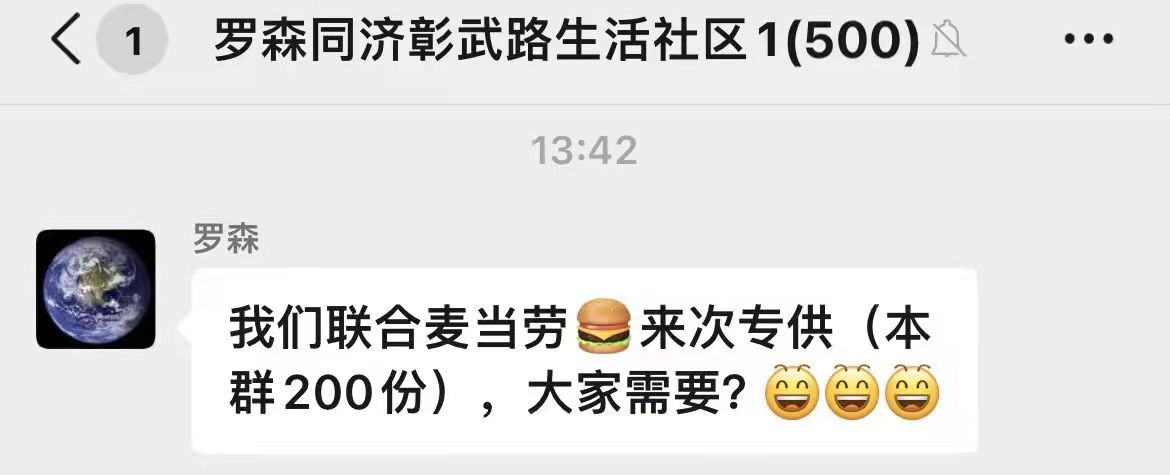 1 罗森同济彰武路生活社区1(500)
13:42
罗森
我们联合麦当劳🍔来次专供（本
群200份），大家需要?😄😄😄